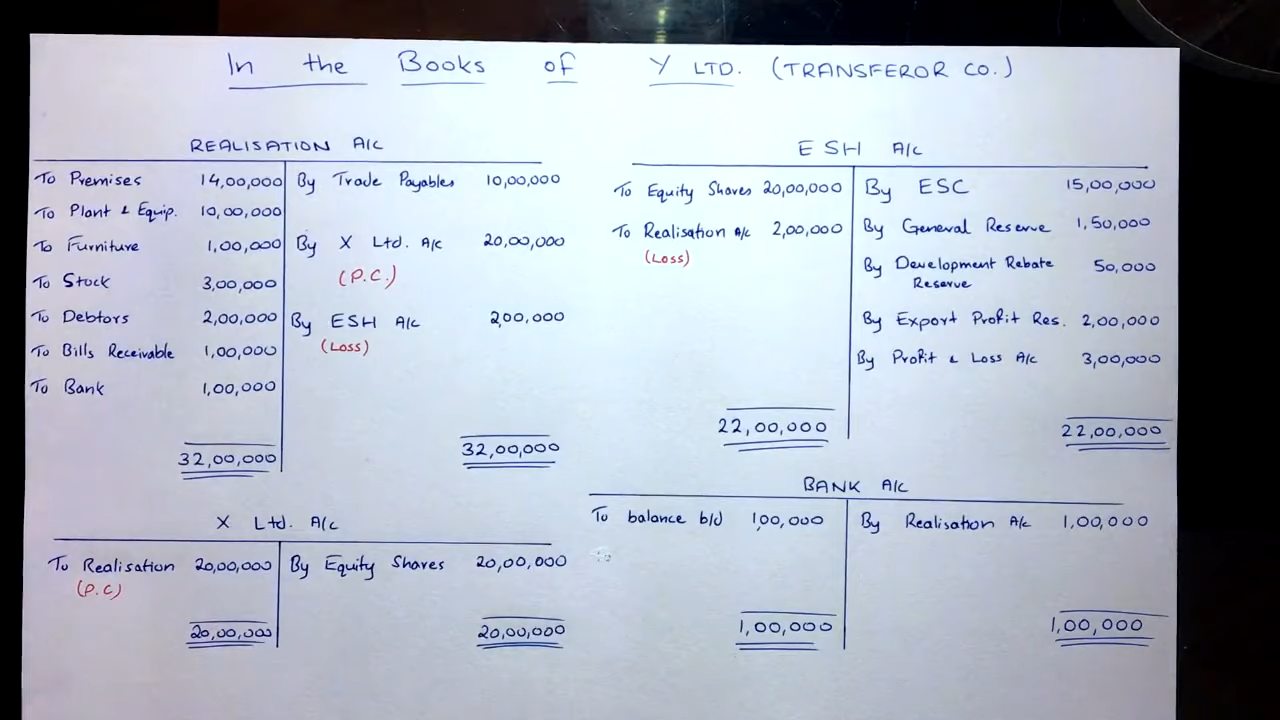 In the Books of Y LTD. (TRANSFEROR CO.)
REALISATION A/C
To Premises 14,00,000 By Trade Payables 10,00,000
To Plant & Equip. 10,00,000
To Furniture 1,00,000 By X Ltd. A/c 20,00,000
(P.C.)
To Stock 3,00,000
To Debtors 2,00,000 By ESH A/c 2,00,000
(Loss)
To Bills Receivable 1,00,000
To Bank 1,00,000
32,00,000 32,00,000
ESH A/C
To Equity Shares 20,00,000 By ESC 15,00,000
To Realisation A/c 2,00,000 By General Reserve 1,50,000
(Loss)
By Development Rebate 50,000
Reserve
By Export Profit Res. 2,00,000
By Profit & Loss A/c 3,00,000
22,00,000 22,00,000
X Ltd. A/c
To Realisation 20,00,000 By Equity Shares 20,00,000
(P.C)
20,00,000 20,00,000
BANK A/C
To balance b/d 1,00,000 By Realisation A/c 1,00,000
1,00,000 1,00,000